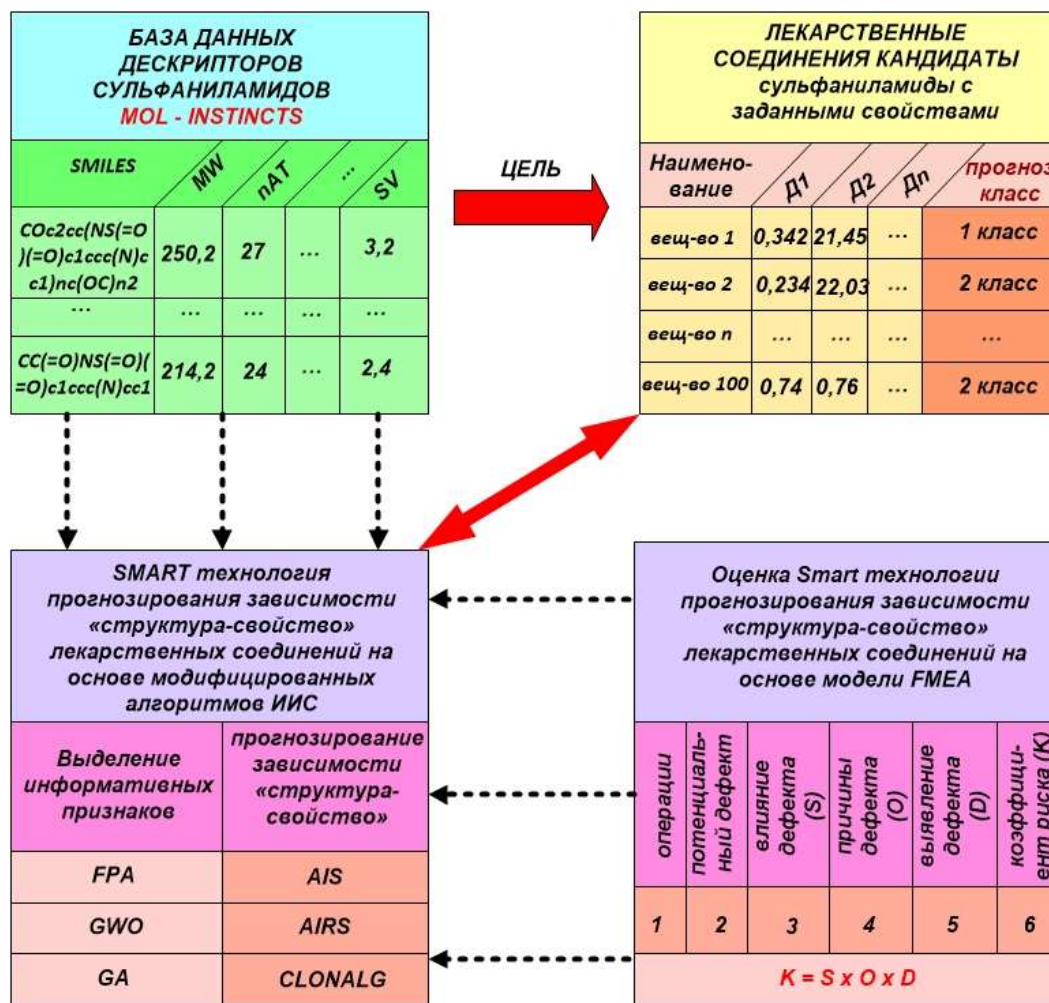 БАЗА ДАННЫХ
ДЕСКРИПТОРОВ
СУЛЬФАНИЛАМИДОВ
MOL - INSTINCTS
SMILES
MW
nAT
...
SV
COc2cc(NS(=O
)(=O)c1ccc(N)c
c1)nc(OC)n2
250,2
27
...
3,2
...
...
...
...
...
CC(=O)NS(=O)(
=O)c1ccc(N)cc1
214,2
24
...
2,4
ЦЕЛЬ
ЛЕКАРСТВЕННЫЕ
СОЕДИНЕНИЯ КАНДИДАТЫ
сульфаниламиды с
заданными свойствами
Наимено-
вание
Д1
Д2
Дn
прогноз
класс
вещ-во 1
0,342
21,45
...
1 класс
вещ-во 2
0,234
22,03
...
2 класс
вещ-во n
...
...
...
...
вещ-во 100
0,74
0,76
...
2 класс
SMART технология
прогнозирования зависимости
«структура-свойство»
лекарственных соединений на
основе модифицированных
алгоритмов ИИС
Выделение
информативных
признаков
прогнозирование
зависимости
«структура-
свойство»
FPA
AIS
GWO
AIRS
GA
CLONALG
Оценка Smart технологии
прогнозирования зависимости
«структура-свойство»
лекарственных соединений на
основе модели FMEA
операции
потенциаль-
ный дефект
влияние
дефекта
(S)
причины
дефекта
(O)
выявление
дефекта
(D)
коэффици-
ент риска (K)
1
2
3
4
5
6
K = S x O x D